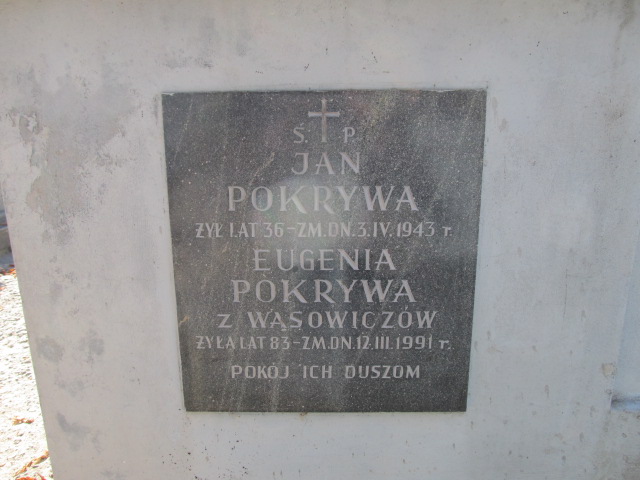 Ś. P
JAN
POKRYWA
ŻYŁ LAT 36 – ZM. DN. 3. IV. 1943 r.
EUGENIA
POKRYWA
Z WĄSOWICZÓW
ŻYŁA LAT 83 – ZM. DN. 12 III. 1991 r.
POKÓJ ICH DUSZOM